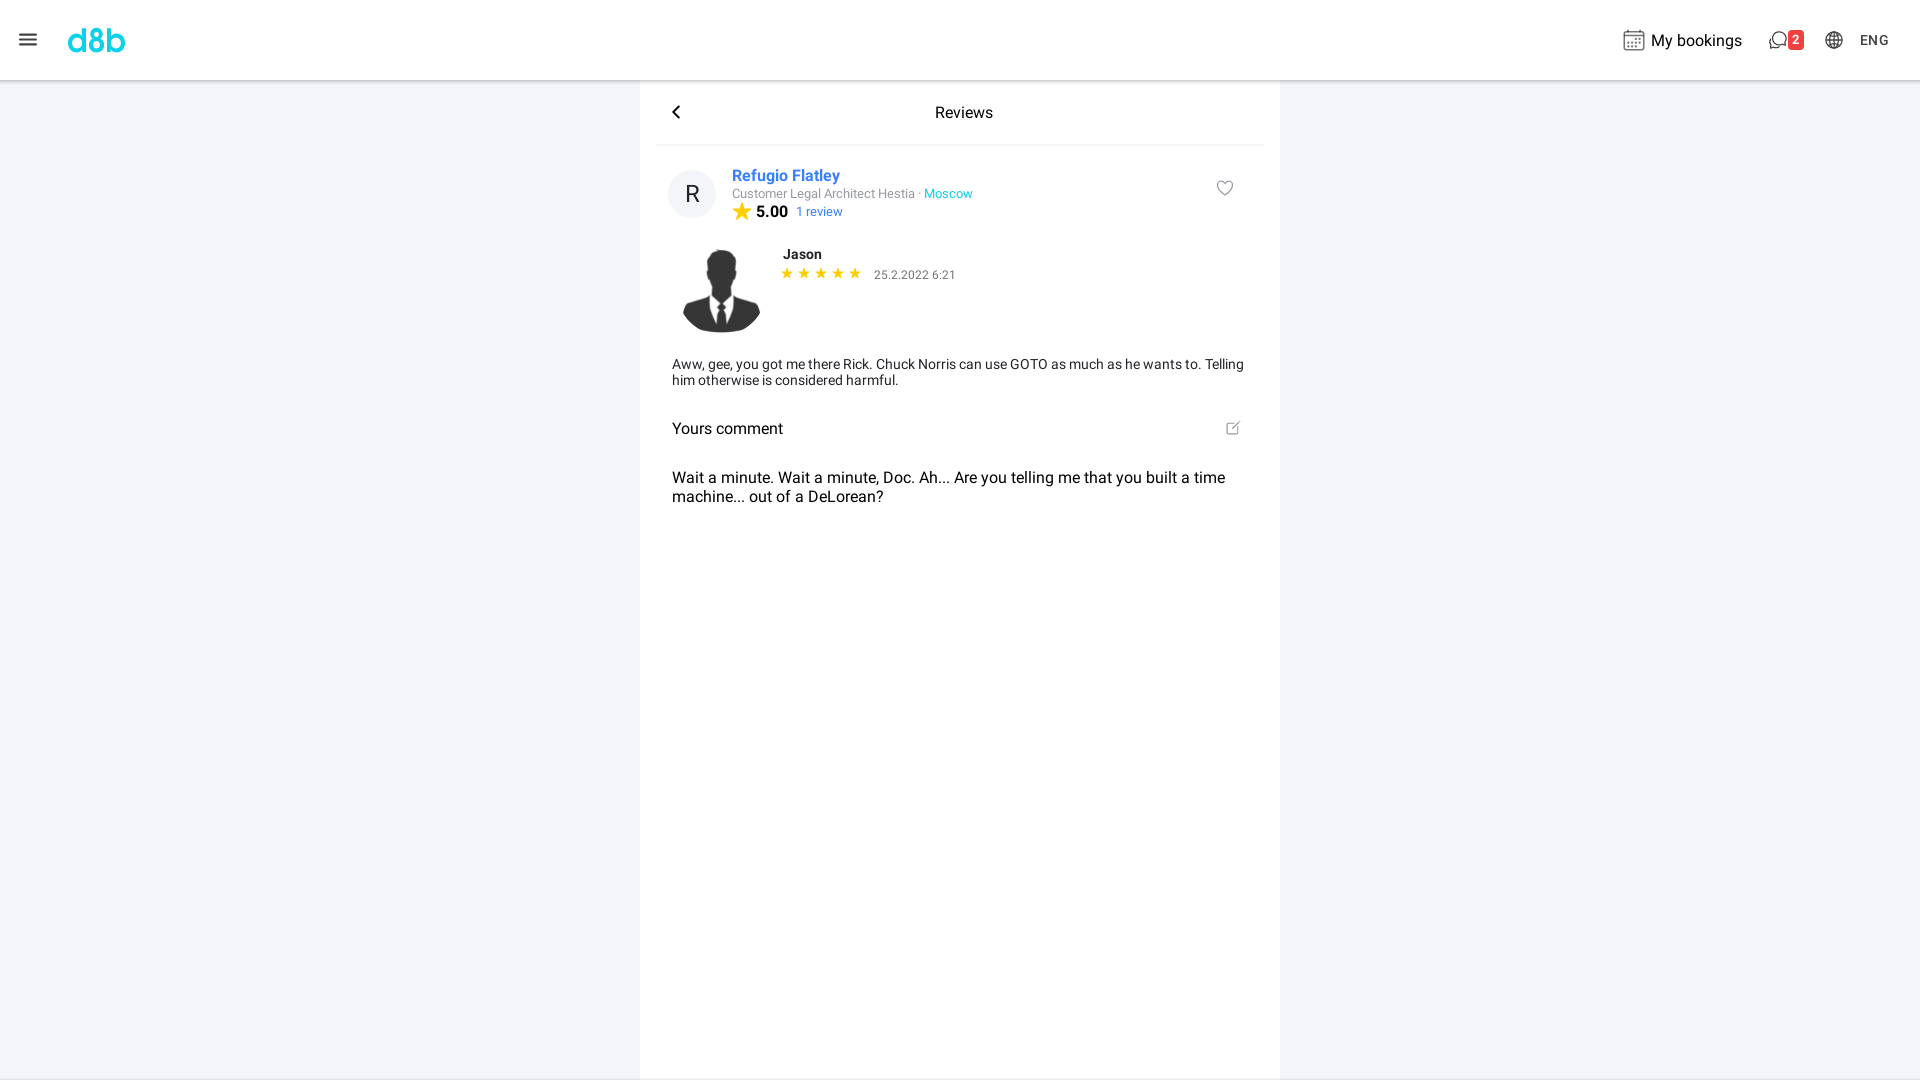 d8b
My bookings
2
ENG
Reviews
R
Refugio Flatley
Customer Legal Architect Hestia · Moscow
5.00 1 review
Jason
25.2.2022 6:21
Aww, gee, you got me there Rick. Chuck Norris can use GOTO as much as he wants to. Telling
him otherwise is considered harmful.
Yours comment
Wait a minute. Wait a minute, Doc. Ah... Are you telling me that you built a time
machine... out of a DeLorean?